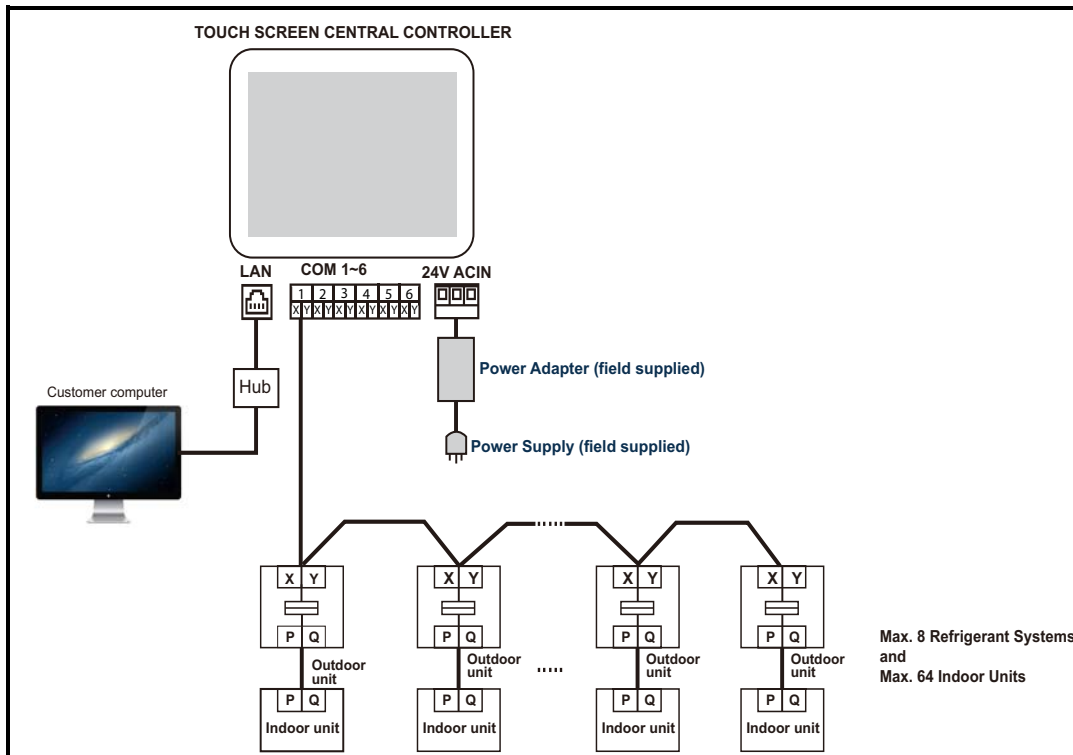 TOUCH SCREEN CENTRAL CONTROLLER
LAN
COM 1~6
24V ACIN
1 2 3 4 5 6
X Y X Y X Y X Y X Y X Y
Power Adapter (field supplied)
Customer computer
Hub
Power Supply (field supplied)
X Y
X Y
X Y
X Y
P Q
P Q
P Q
P Q
Outdoor
unit
Outdoor
unit
Outdoor
unit
Outdoor
unit
P Q
Indoor unit
P Q
Indoor unit
P Q
Indoor unit
P Q
Indoor unit
Max. 8 Refrigerant Systems
and
Max. 64 Indoor Units